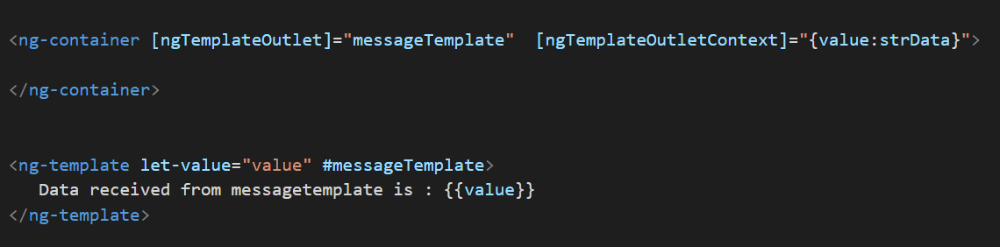 <ng-container [ngTemplateOutlet]="messageTemplate"  [ngTemplateOutletContext]="{value:strData}">
</ng-container>
<ng-template let-value="value" #messageTemplate>
Data received from messagetemplate is : {{value}}
</ng-template>